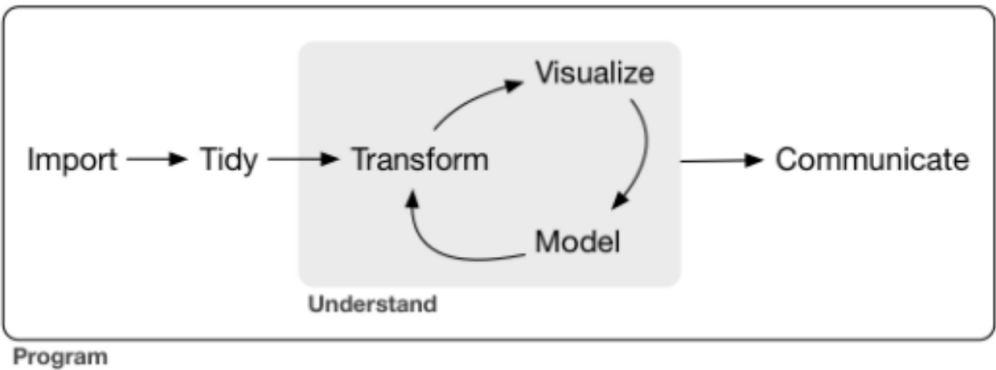 Visualize
Import
Tidy
Transform
Communicate
Model
Understand
Program